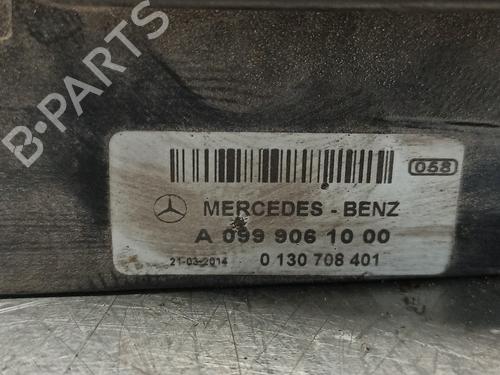 B-PARTS
058
MERCEDES - BENZ
A 099 906 10 00
21-03-2014 0 130 708 401